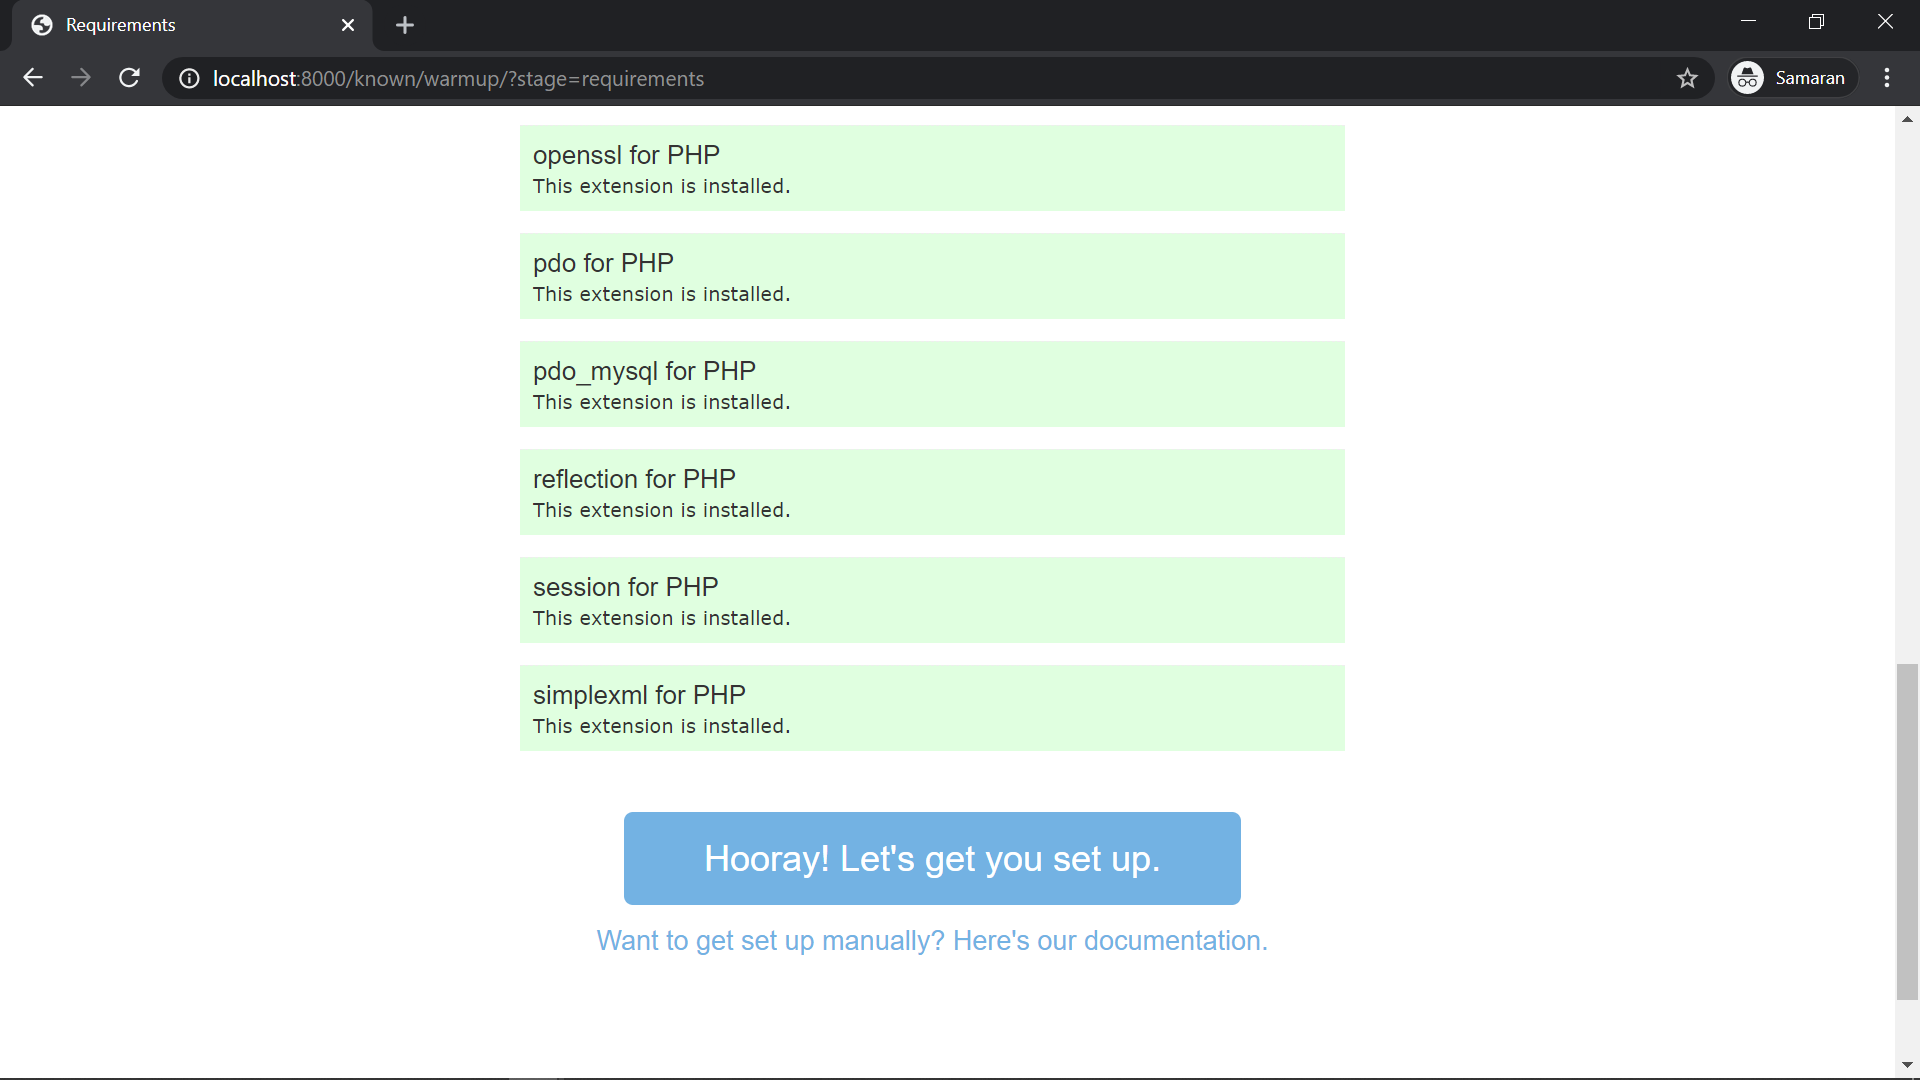 Requirements
localhost:8000/known/warmup/?stage=requirements
Samaran
openssl for PHP
This extension is installed.
pdo for PHP
This extension is installed.
pdo_mysql for PHP
This extension is installed.
reflection for PHP
This extension is installed.
session for PHP
This extension is installed.
simplexml for PHP
This extension is installed.
Hooray! Let's get you set up.
Want to get set up manually? Here's our documentation.